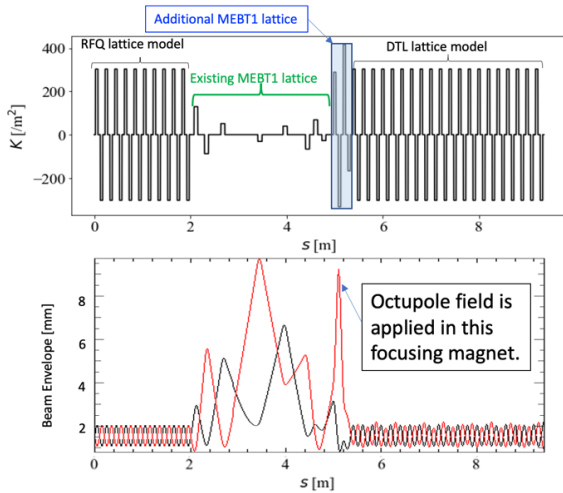 Additional MEBT1 lattice
RFQ lattice model
DTL lattice model
Existing MEBT1 lattice
K [/m²]
400
200
0
−200
0 2 4 6 8
s [m]
Beam Envelope [mm]
8
6
4
2
Octupole field is
applied in this
focusing magnet.
0 2 4 6 8
s [m]